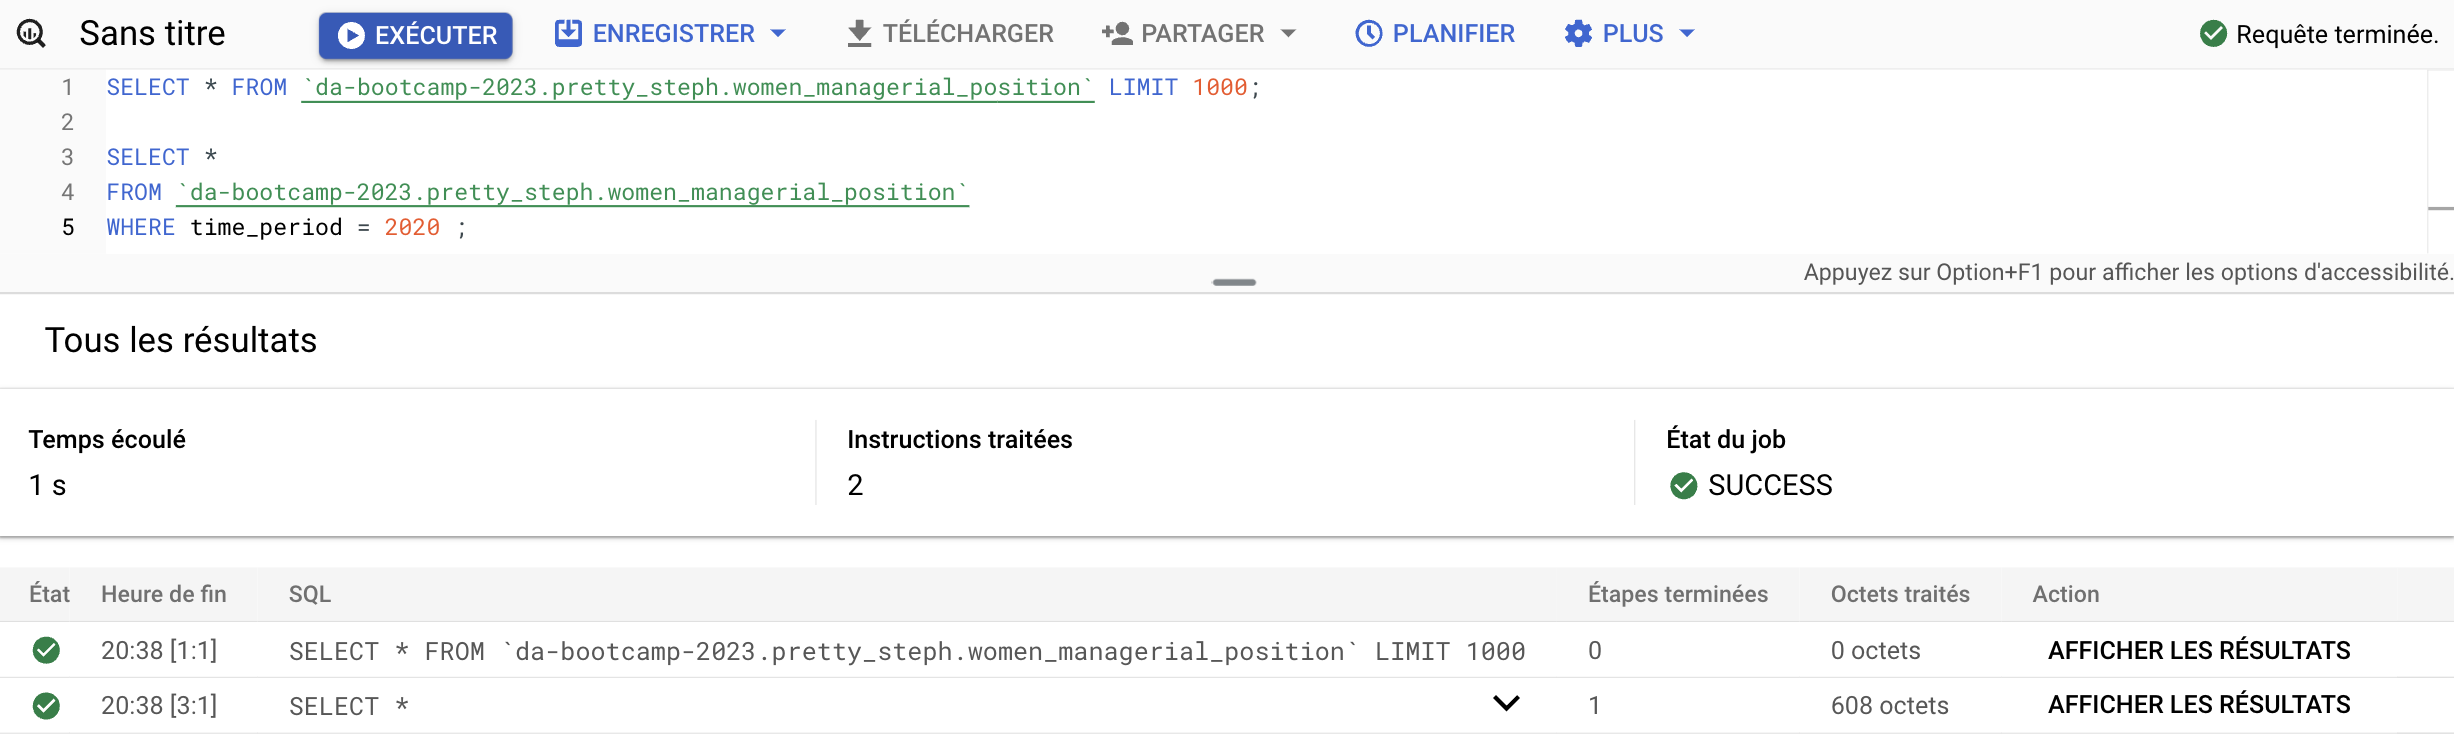 Sans titre EXÉCUTER ENREGISTRER TÉLÉCHARGER PARTAGER PLANIFIER PLUS Requête terminée.
1 SELECT * FROM `da-bootcamp-2023.pretty_steph.women_managerial_position` LIMIT 1000;
2
3 SELECT *
4 FROM `da-bootcamp-2023.pretty_steph.women_managerial_position`
5 WHERE time_period = 2020 ;
Appuyez sur Option+F1 pour afficher les options d'accessibilité.
Tous les résultats
Temps écoulé Instructions traitées État du job
1 s 2 SUCCESS
État Heure de fin SQL Étapes terminées Octets traités Action
20:38 [1:1] SELECT * FROM `da-bootcamp-2023.pretty_steph.women_managerial_position` LIMIT 1000 0 0 octets AFFICHER LES RÉSULTATS
20:38 [3:1] SELECT * 1 608 octets AFFICHER LES RÉSULTATS